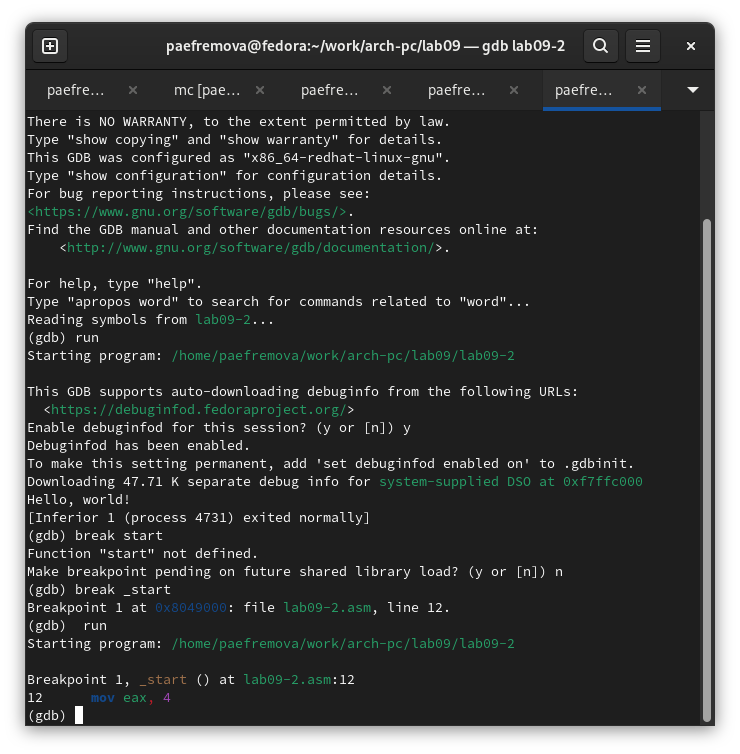 paefremova@fedora:~/work/arch-pc/lab09 — gdb lab09-2
paefre... mc [pae... paefre... paefre... paefre...
There is NO WARRANTY, to the extent permitted by law.
Type "show copying" and "show warranty" for details.
This GDB was configured as "x86_64-redhat-linux-gnu".
Type "show configuration" for configuration details.
For bug reporting instructions, please see:
<https://www.gnu.org/software/gdb/bugs/>.
Find the GDB manual and other documentation resources online at:
    <http://www.gnu.org/software/gdb/documentation/>.
For help, type "help".
Type "apropos word" to search for commands related to "word"...
Reading symbols from lab09-2...
(gdb) run
Starting program: /home/paefremova/work/arch-pc/lab09/lab09-2
This GDB supports auto-downloading debuginfo from the following URLs:
  <https://debuginfod.fedoraproject.org/>
Enable debuginfod for this session? (y or [n]) y
Debuginfod has been enabled.
To make this setting permanent, add 'set debuginfod enabled on' to .gdbinit.
Downloading 47.71 K separate debug info for system-supplied DSO at 0xf7ffc000
Hello, world!
[Inferior 1 (process 4731) exited normally]
(gdb) break start
Function "start" not defined.
Make breakpoint pending on future shared library load? (y or [n]) n
(gdb) break _start
Breakpoint 1 at 0x8049000: file lab09-2.asm, line 12.
(gdb)  run
Starting program: /home/paefremova/work/arch-pc/lab09/lab09-2
Breakpoint 1, _start () at lab09-2.asm:12
12      mov eax, 4
(gdb)